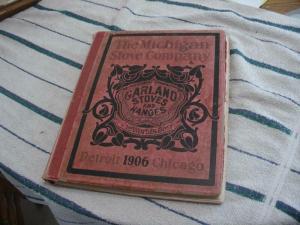 The Michigan
Stove Company
GARLAND
STOVES
AND
RANGES
Detroit 1906 Chicago